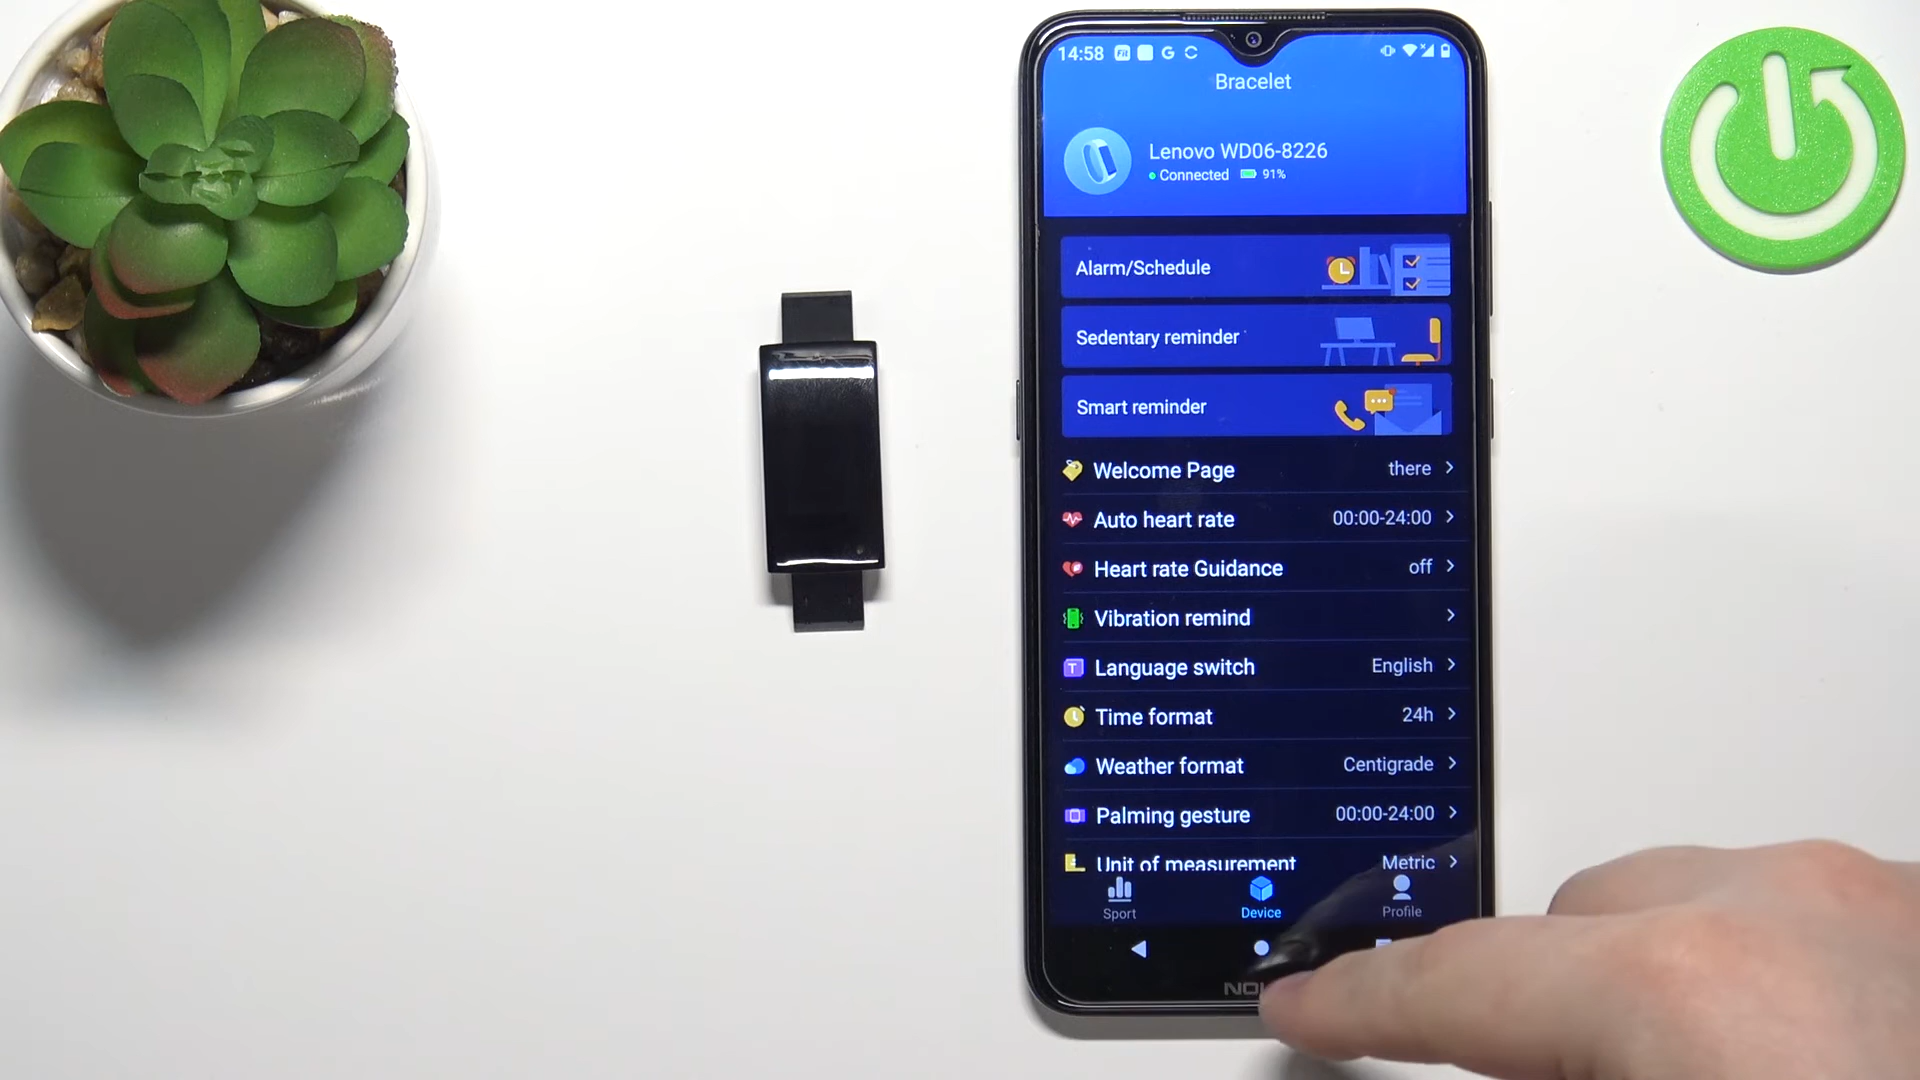 14:58
Bracelet
Lenovo WD06-8226
Connected 91%
Alarm/Schedule
Sedentary reminder
Smart reminder
Welcome Page there
Auto heart rate 00:00-24:00
Heart rate Guidance off
Vibration remind
Language switch English
Time format 24h
Weather format Centigrade
Palming gesture 00:00-24:00
Unit of measurement Metric
Sport Device Profile